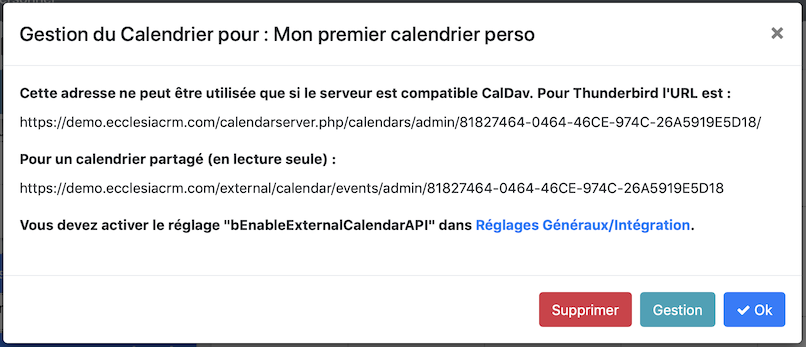 Gestion du Calendrier pour : Mon premier calendrier perso
Cette adresse ne peut être utilisée que si le serveur est compatible CalDav. Pour Thunderbird l'URL est :
https://demo.ecclesiacrm.com/calendarserver.php/calendars/admin/81827464-0464-46CE-974C-26A5919E5D18/
Pour un calendrier partagé (en lecture seule) :
https://demo.ecclesiacrm.com/external/calendar/events/admin/81827464-0464-46CE-974C-26A5919E5D18
Vous devez activer le réglage "bEnableExternalCalendarAPI" dans Réglages Généraux/Intégration.
Supprimer Gestion Ok